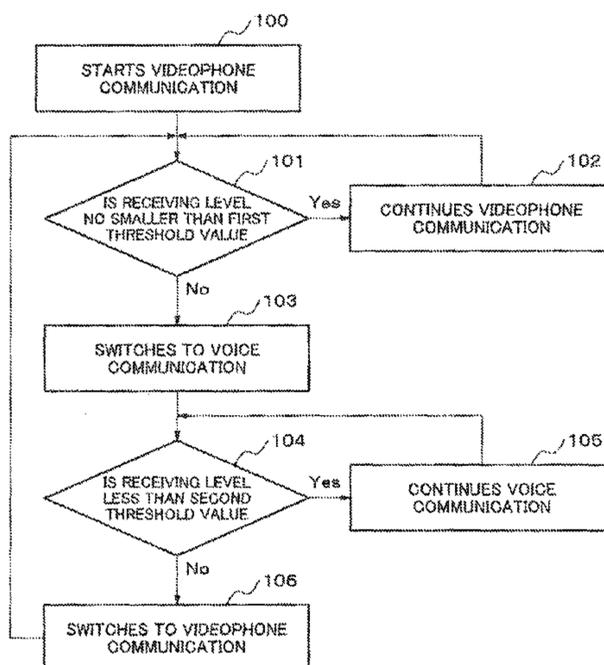 100
STARTS VIDEOPHONE
COMMUNICATION
101
IS RECEIVING LEVEL
NO SMALLER THAN FIRST
THRESHOLD VALUE
Yes
102
CONTINUES VIDEOPHONE
COMMUNICATION
No
103
SWITCHES TO VOICE
COMMUNICATION
104
IS RECEIVING LEVEL
LESS THAN SECOND
THRESHOLD VALUE
Yes
105
CONTINUES VOICE
COMMUNICATION
No
106
SWITCHES TO VIDEOPHONE
COMMUNICATION